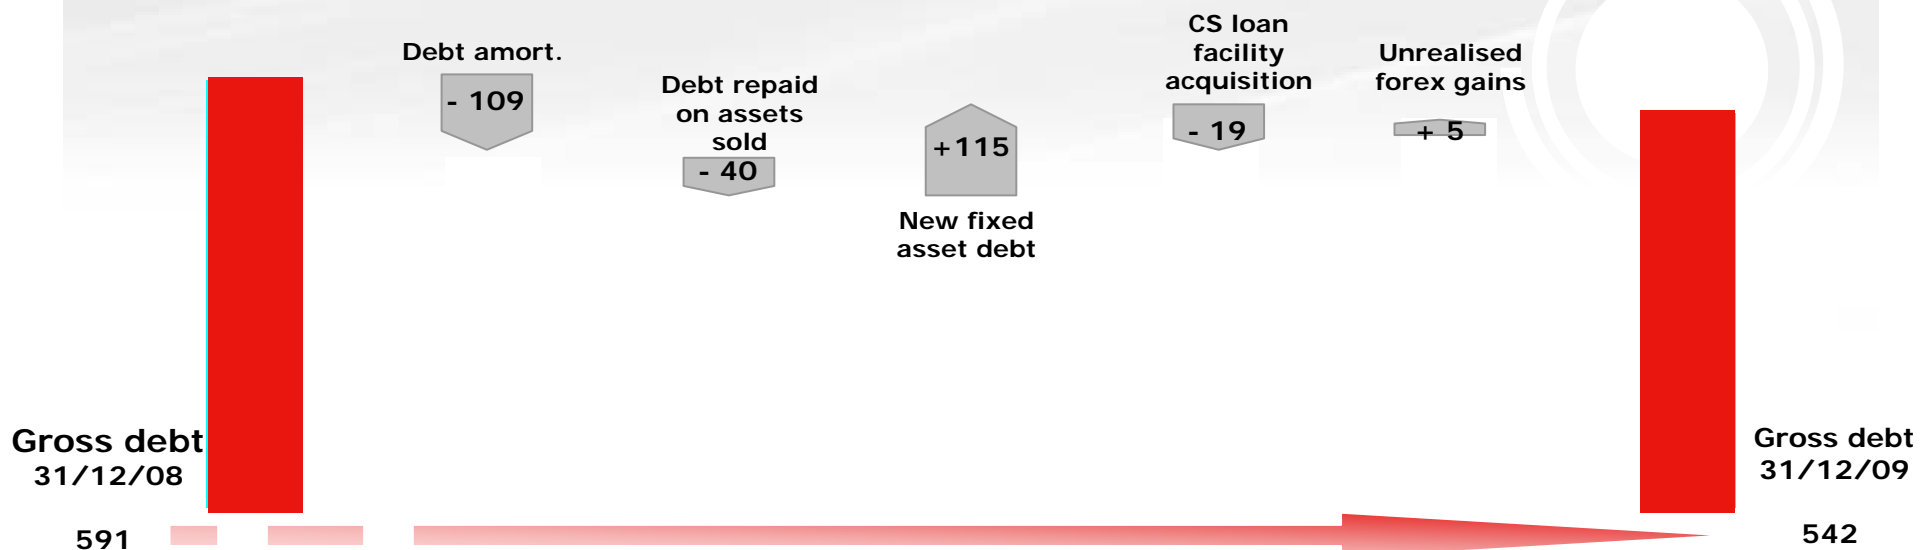 Debt amort.
- 109
Debt repaid
on assets
sold
- 40
+115
New fixed
asset debt
CS loan
facility
acquisition
- 19
Unrealised
forex gains
+ 5
Gross debt
31/12/08
591
Gross debt
31/12/09
542